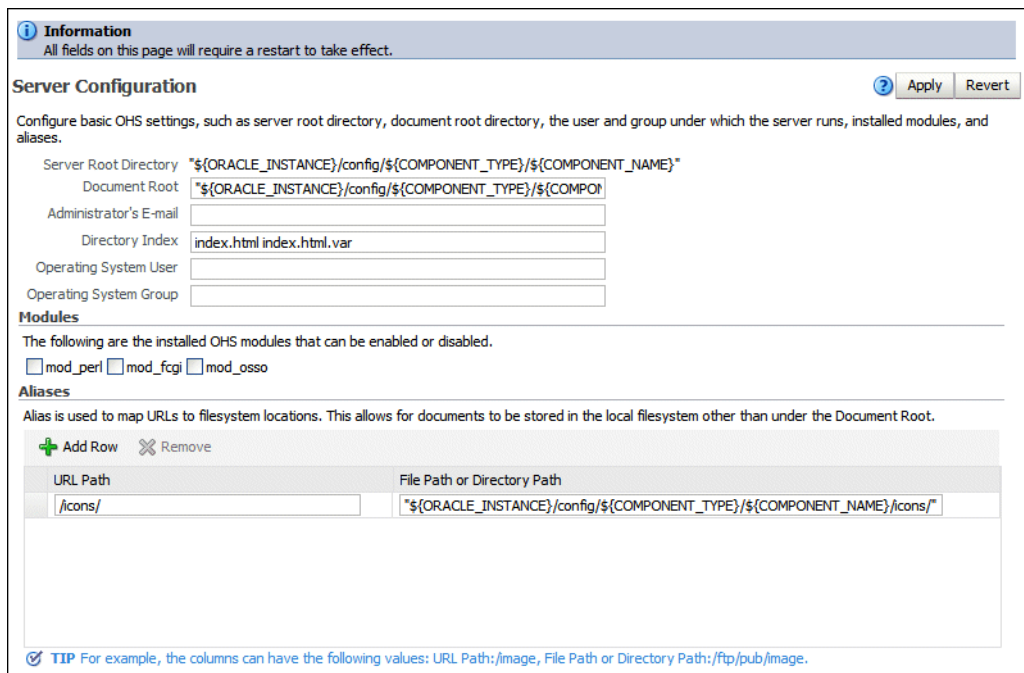 Information
All fields on this page will require a restart to take effect.
Server Configuration
Apply Revert
Configure basic OHS settings, such as server root directory, document root directory, the user and group under which the server runs, installed modules, and
aliases.
Server Root Directory "${ORACLE_INSTANCE}/config/${COMPONENT_TYPE}/${COMPONENT_NAME}"
Document Root "${ORACLE_INSTANCE}/config/${COMPONENT_TYPE}/${COMPON
Administrator's E-mail
Directory Index index.html index.html.var
Operating System User
Operating System Group
Modules
The following are the installed OHS modules that can be enabled or disabled.
mod_perl mod_fcgi mod_osso
Aliases
Alias is used to map URLs to filesystem locations. This allows for documents to be stored in the local filesystem other than under the Document Root.
Add Row Remove
URL Path File Path or Directory Path
/icons/ "${ORACLE_INSTANCE}/config/${COMPONENT_TYPE}/${COMPONENT_NAME}/icons/"
TIP For example, the columns can have the following values: URL Path:/image, File Path or Directory Path:/ftp/pub/image.